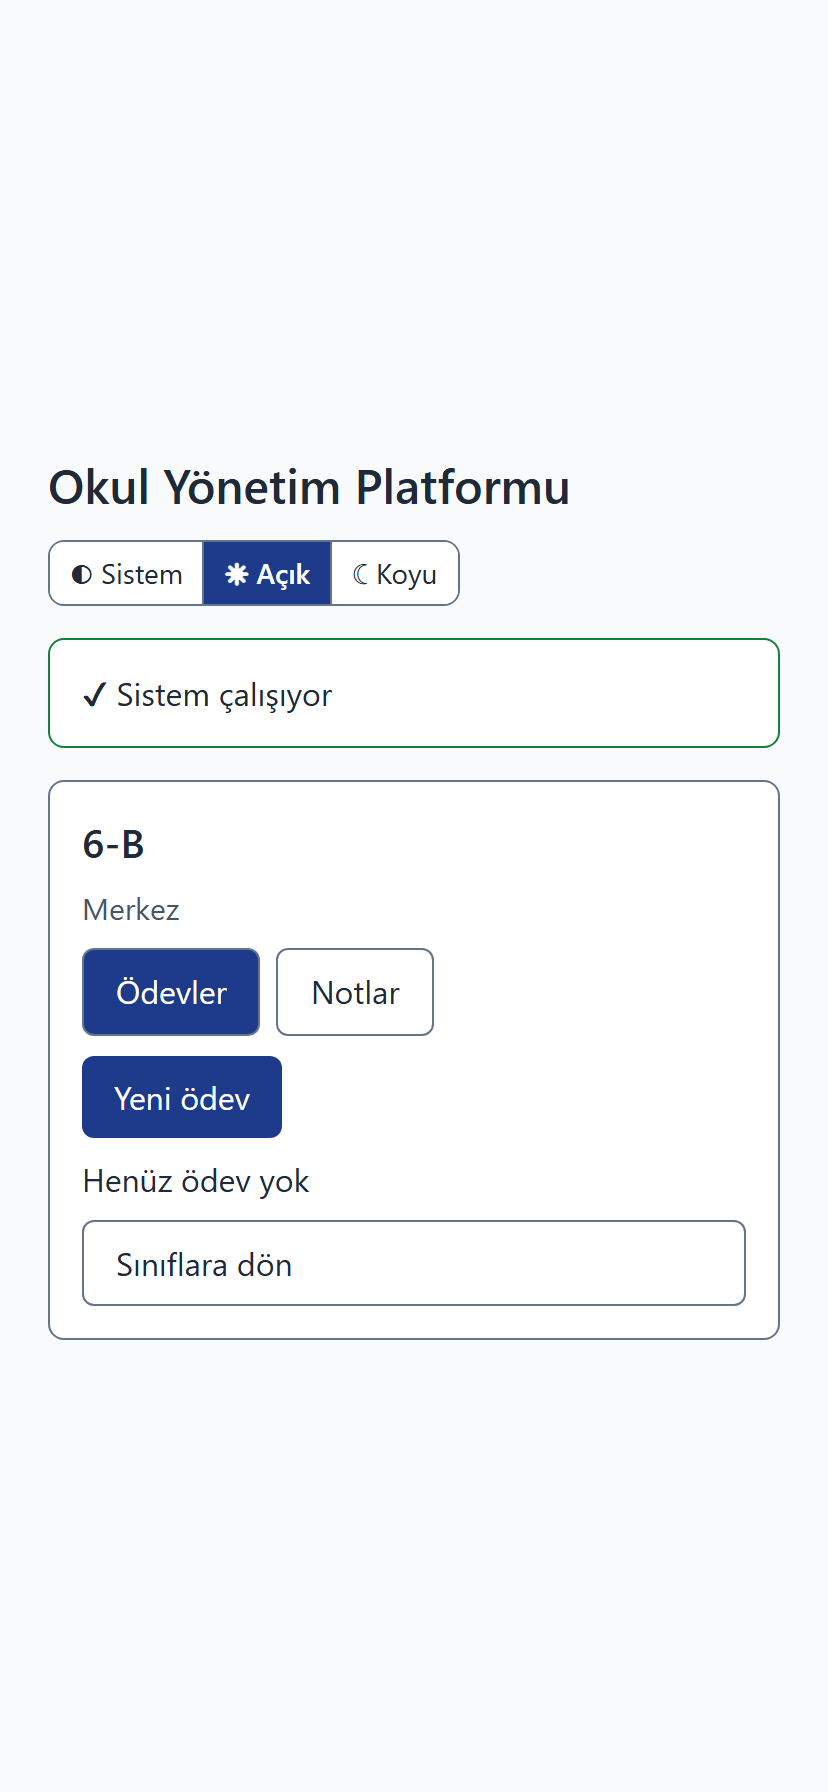 Okul Yönetim Platformu
◐ Sistem ✱ Açık ☾ Koyu
✓ Sistem çalışıyor
6-B
Merkez
Ödevler Notlar
Yeni ödev
Henüz ödev yok
Sınıflara dön